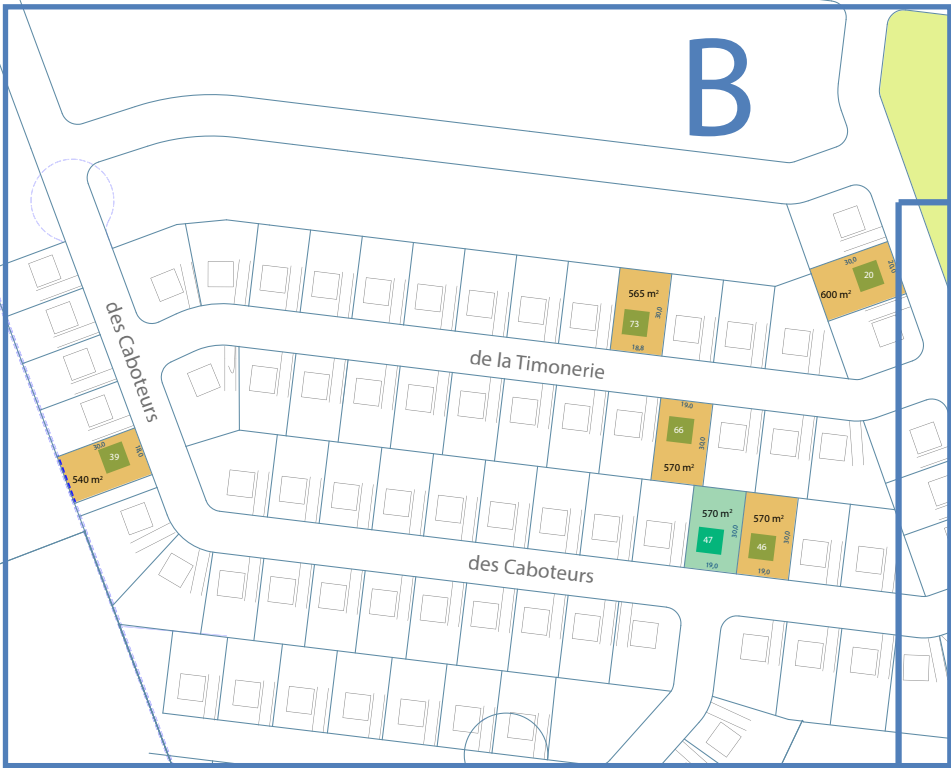 B
30,0
20
20,0
600 m²
565 m²
30,0
73
18,8
des Caboteurs
de la Timonerie
19,0
66
30,0
570 m²
30,0
18,0
39
540 m²
570 m²
30,0
47
19,0
570 m²
30,0
46
19,0
des Caboteurs